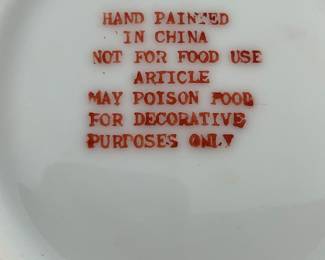 HAND PAINTED
IN CHINA
NOT FOR FOOD USE
ARTICLE
MAY POISON FOOD
FOR DECORATIVE
PURPOSES ONLY